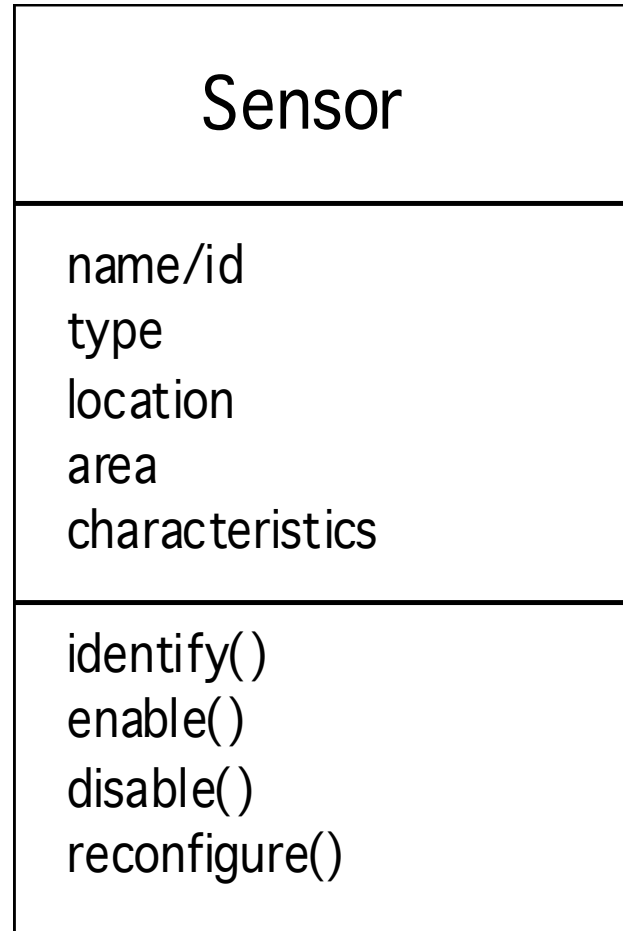 Sensor
name/id
type
location
area
characteristics
identify()
enable()
disable()
reconfigure()